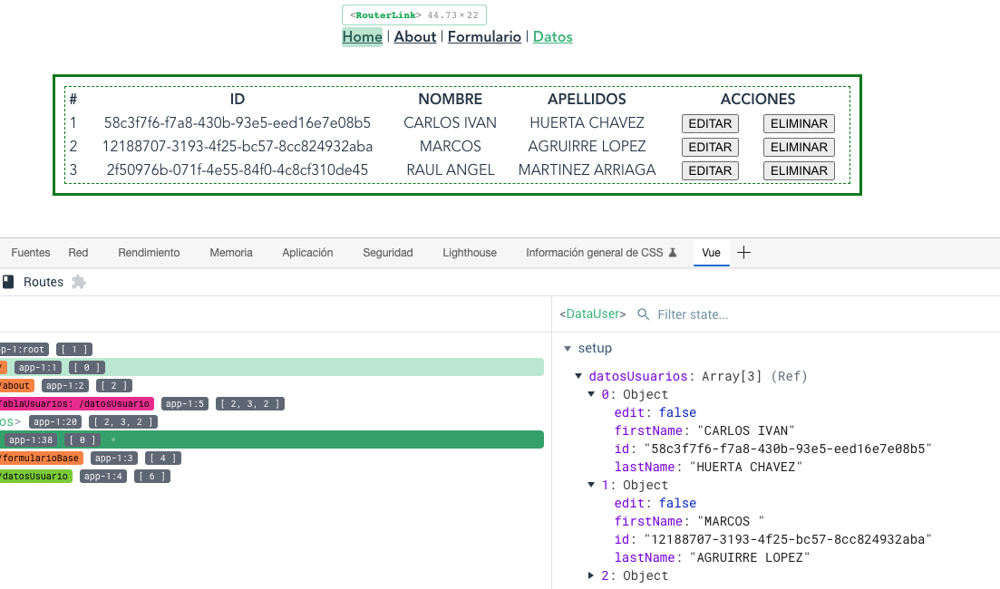 <RouterLink> 44.73×22
Home | About | Formulario | Datos
# ID NOMBRE APELLIDOS ACCIONES
1 58c3f7f6-f7a8-430b-93e5-eed16e7e08b5 CARLOS IVAN HUERTA CHAVEZ EDITAR ELIMINAR
2 12188707-3193-4f25-bc57-8cc824932aba MARCOS AGRUIRRE LOPEZ EDITAR ELIMINAR
3 2f50976b-071f-4e55-84f0-4c8cf310de45 RAUL ANGEL MARTINEZ ARRIAGA EDITAR ELIMINAR
Fuentes Red Rendimiento Memoria Aplicación Seguridad Lighthouse Información general de CSS Vue +
Routes
<DataUser> Filter state...
pp-1:root [ 1 ]
/ app-1:1 [ 0 ]
/about app-1:2 [ 2 ]
TablaUsuarios: /datosUsuario app-1:5 [ 2, 3, 2 ]
os> app-1:20 [ 2, 3, 2 ]
app-1:38 [ 0 ]
/formularioBase app-1:3 [ 4 ]
/datosUsuario app-1:4 [ 6 ]
setup
datosUsuarios: Array[3] (Ref)
0: Object
edit: false
firstName: "CARLOS IVAN"
id: "58c3f7f6-f7a8-430b-93e5-eed16e7e08b5"
lastName: "HUERTA CHAVEZ"
1: Object
edit: false
firstName: "MARCOS "
id: "12188707-3193-4f25-bc57-8cc824932aba"
lastName: "AGRUIRRE LOPEZ"
2: Object